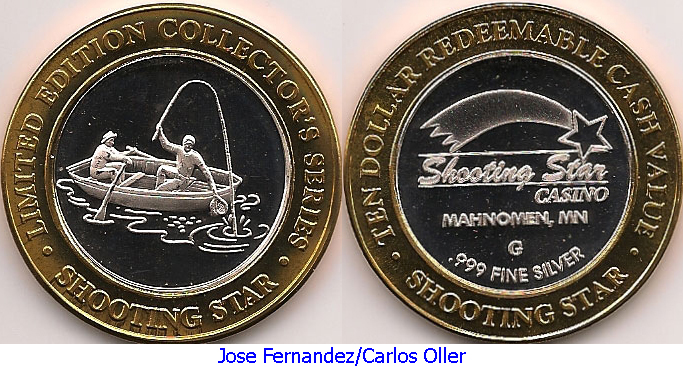 · LIMITED EDITION COLLECTOR'S SERIES ·
SHOOTING STAR
· TEN DOLLAR REDEEMABLE CASH VALUE ·
Shooting Star
CASINO
MAHNOMEN, MN
G
.999 FINE SILVER
SHOOTING STAR
Jose Fernandez/Carlos Oller